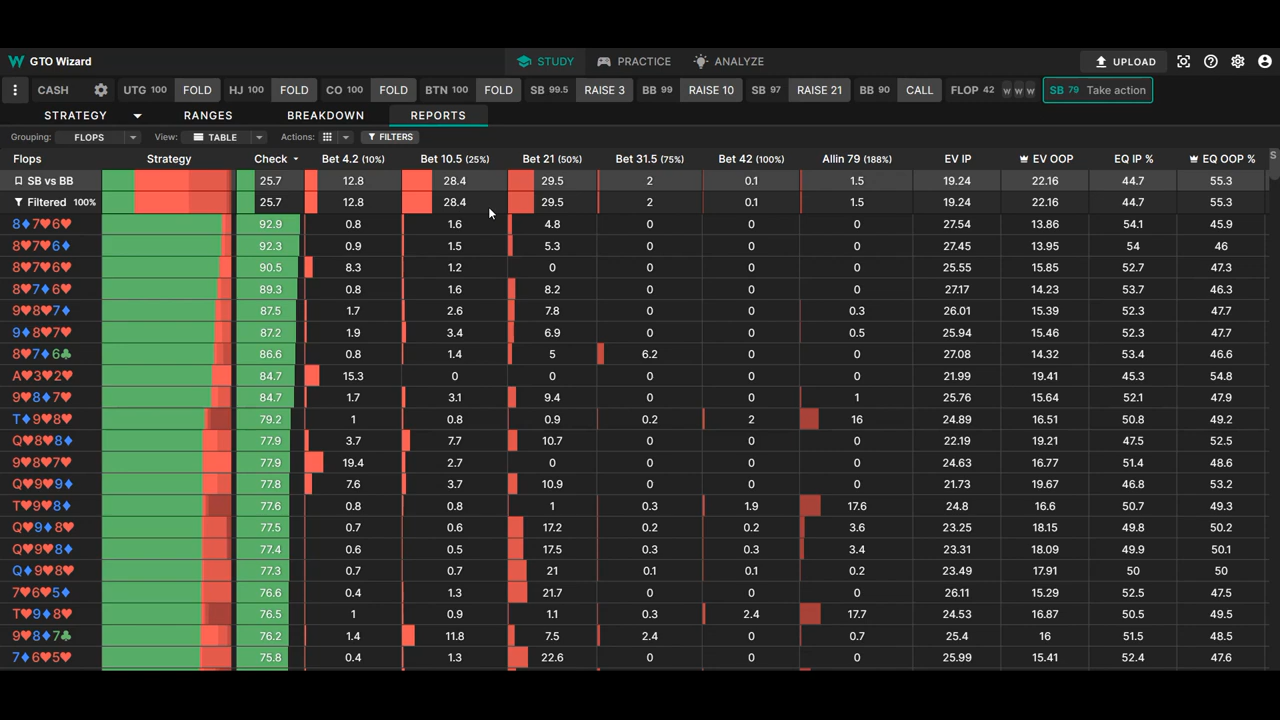 GTO Wizard STUDY PRACTICE ANALYZE UPLOAD
CASH UTG 100 FOLD HJ 100 FOLD CO 100 FOLD BTN 100 FOLD SB 99.5 RAISE 3 BB 99 RAISE 10 SB 97 RAISE 21 BB 90 CALL FLOP 42 w w w SB 79 Take action
STRATEGY RANGES BREAKDOWN REPORTS
Grouping: FLOPS View: TABLE Actions: FILTERS
Flops Strategy Check Bet 4.2 (10%) Bet 10.5 (25%) Bet 21 (50%) Bet 31.5 (75%) Bet 42 (100%) Allin 79 (188%) EV IP EV OOP EQ IP % EQ OOP % S
SB vs BB 25.7 12.8 28.4 29.5 2 0.1 1.5 19.24 22.16 44.7 55.3
Filtered 100% 25.7 12.8 28.4 29.5 2 0.1 1.5 19.24 22.16 44.7 55.3
8♦7♥6♥ 92.9 0.8 1.6 4.8 0 0 0 27.54 13.86 54.1 45.9
8♥7♥6♦ 92.3 0.9 1.5 5.3 0 0 0 27.45 13.95 54 46
8♥7♥6♥ 90.5 8.3 1.2 0 0 0 0 25.55 15.85 52.7 47.3
8♥7♦6♥ 89.3 0.8 1.6 8.2 0 0 0 27.17 14.23 53.7 46.3
9♥8♥7♦ 87.5 1.7 2.6 7.8 0 0 0.3 26.01 15.39 52.3 47.7
9♦8♥7♥ 87.2 1.9 3.4 6.9 0 0 0.5 25.94 15.46 52.3 47.7
8♥7♦6♣ 86.6 0.8 1.4 5 6.2 0 0 27.08 14.32 53.4 46.6
A♥3♥2♥ 84.7 15.3 0 0 0 0 0 21.99 19.41 45.3 54.8
9♥8♦7♥ 84.7 1.7 3.1 9.4 0 0 1 25.76 15.64 52.1 47.9
T♦9♥8♥ 79.2 1 0.8 0 0.2 2 16 24.89 16.51 50.8 49.2
Q♥8♥8♦ 77.9 3.7 7.7 10.7 0 0 0 22.19 19.21 47.5 52.5
9♥8♥7♥ 77.9 19.4 2.7 0 0 0 0 24.63 16.77 51.4 48.6
Q♥9♥9♦ 77.8 7.6 3.7 10.9 0 0 0 21.73 19.67 46.8 53.2
T♥9♥8♦ 77.6 0.8 0.8 1 0.3 1.9 17.6 24.8 16.6 50.7 49.3
Q♥9♦8♥ 77.5 0.7 0.6 17.2 0.2 0.2 3.6 23.25 18.15 49.8 50.2
Q♥9♥8♦ 77.4 0.6 0.5 17.5 0.3 0.3 3.4 23.31 18.09 49.9 50.1
Q♦9♥8♥ 77.3 0.7 0.7 21 0.1 0.1 0.2 23.49 17.91 50 50
7♥6♥5♦ 76.6 0.4 1.3 21.7 0 0 0 26.11 15.29 52.5 47.5
T♥9♦8♥ 76.5 1 0.9 1.1 0.3 2.4 17.7 24.53 16.87 50.5 49.5
9♥8♦7♣ 76.2 1.4 11.8 7.5 2.4 0 0.7 25.4 16 51.5 48.5
7♦6♥5♥ 75.8 0.4 1.3 22.6 0 0 0 25.99 15.41 52.4 47.6